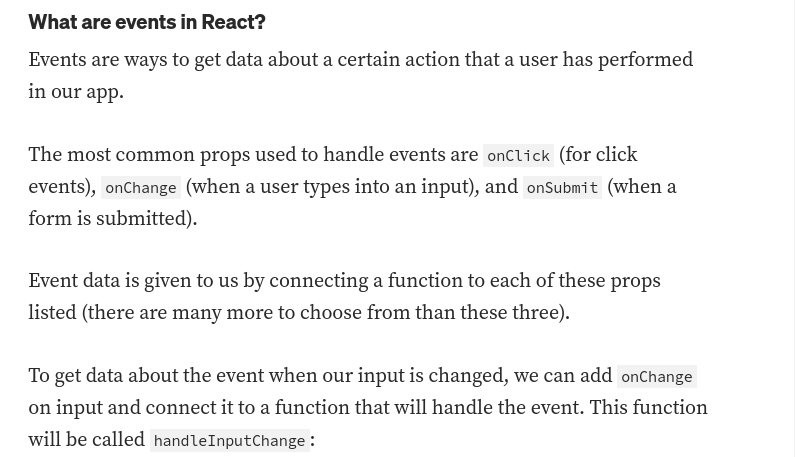 What are events in React?
Events are ways to get data about a certain action that a user has performed
in our app.
The most common props used to handle events are onClick (for click
events), onChange (when a user types into an input), and onSubmit (when a
form is submitted).
Event data is given to us by connecting a function to each of these props
listed (there are many more to choose from than these three).
To get data about the event when our input is changed, we can add onChange
on input and connect it to a function that will handle the event. This function
will be called handleInputChange: